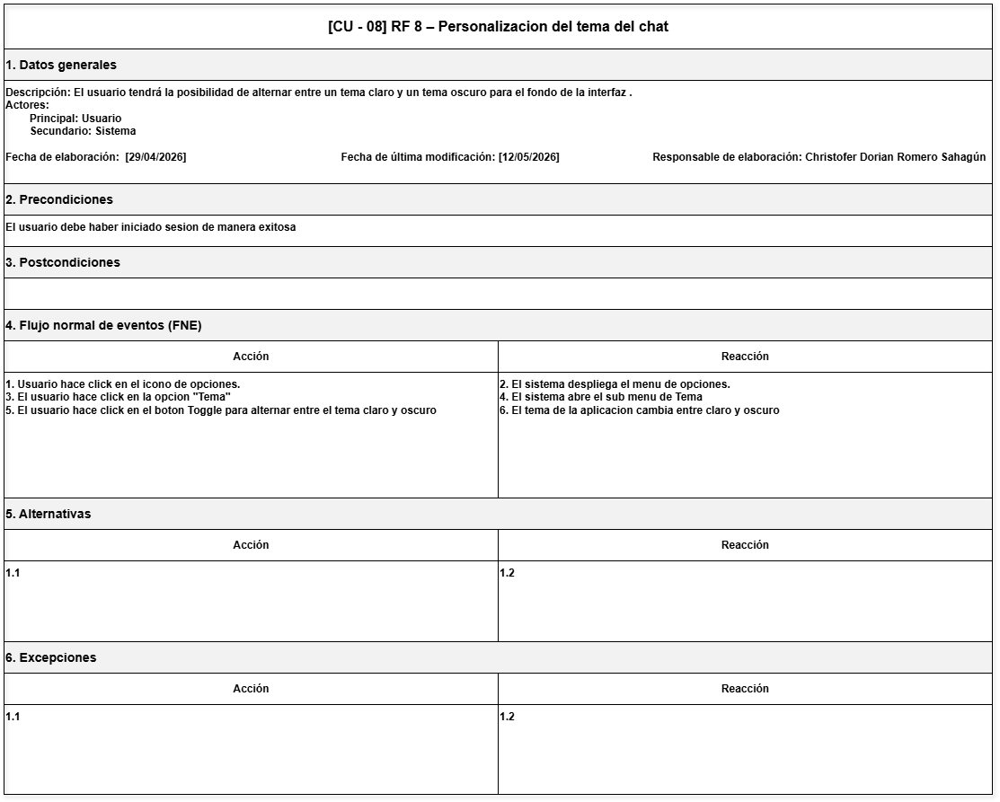 [CU - 08] RF 8 – Personalizacion del tema del chat
1. Datos generales
Descripción: El usuario tendrá la posibilidad de alternar entre un tema claro y un tema oscuro para el fondo de la interfaz .
Actores:
Principal: Usuario
Secundario: Sistema
Fecha de elaboración: [29/04/2026] Fecha de última modificación: [12/05/2026] Responsable de elaboración: Christofer Dorian Romero Sahagún
2. Precondiciones
El usuario debe haber iniciado sesion de manera exitosa
3. Postcondiciones
4. Flujo normal de eventos (FNE)
Acción Reacción
1. Usuario hace click en el icono de opciones. 2. El sistema despliega el menu de opciones.
3. El usuario hace click en la opcion "Tema" 4. El sistema abre el sub menu de Tema
5. El usuario hace click en el boton Toggle para alternar entre el tema claro y oscuro 6. El tema de la aplicacion cambia entre claro y oscuro
5. Alternativas
Acción Reacción
1.1 1.2
6. Excepciones
Acción Reacción
1.1 1.2